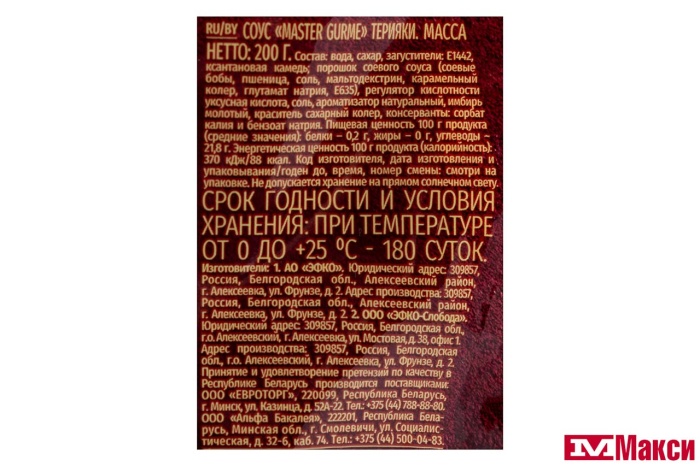 RU/BY СОУС «MASTER GURME» ТЕРИЯКИ. МАССА
НЕТТО: 200 Г. Состав: вода, сахар, загустители: Е1442,
ксантановая камедь; порошок соевого соуса (соевые
бобы, пшеница, соль, мальтодекстрин, карамельный
колер, глутамат натрия, Е635), регулятор кислотности
уксусная кислота, соль, ароматизатор натуральный, имбирь
молотый, краситель сахарный колер, консерванты: сорбат
калия и бензоат натрия. Пищевая ценность 100 г продукта
(средние значения): белки – 0,2 г, жиры – 0 г, углеводы –
21,8 г. Энергетическая ценность 100 г продукта (калорийность):
370 кДж/88 ккал. Код изготовителя, дата изготовления и
упаковывания/годен до, время, номер смены: смотри на
упаковке. Не допускается хранение на прямом солнечном свету.
СРОК ГОДНОСТИ И УСЛОВИЯ
ХРАНЕНИЯ: ПРИ ТЕМПЕРАТУРЕ
ОТ 0 ДО +25 ºС - 180 СУТОК.
Изготовители: 1. АО «ЭФКО», Юридический адрес: 309857,
Россия, Белгородская область, Алексеевский район,
г. Алексеевка, ул. Фрунзе, д. 2. Адрес производства: 309857,
Россия, Белгородская область, Алексеевский район,
г. Алексеевка, ул. Фрунзе, д. 2. 2. ООО «ЭФКО-Слобода».
Юридический адрес: 309857, Россия, Белгородская обл.,
г.о. Алексеевский, г. Алексеевка, ул. Мостовая, д. 38, офис 1.
Адрес производства: 309857, Россия, Белгородская
обл., г.о. Алексеевский, г. Алексеевка, ул. Фрунзе, д. 2.
Принятие и удовлетворение претензий по качеству в
Республике Беларусь производится поставщиками:
ООО «ЕВРОТОРГ», 220099, Республика Беларусь,
г. Минск, ул. Казинца, д. 52А-22. Тел.: +375 (44) 788-88-80.
ООО «Альфа Бакалея», 222201, Республика Бела-
русь, Минская обл., г. Смолевичи, ул. Социалис-
тическая, д. 32-6, каб. 74. Тел.: +375 (44) 500-04-83.
Макси